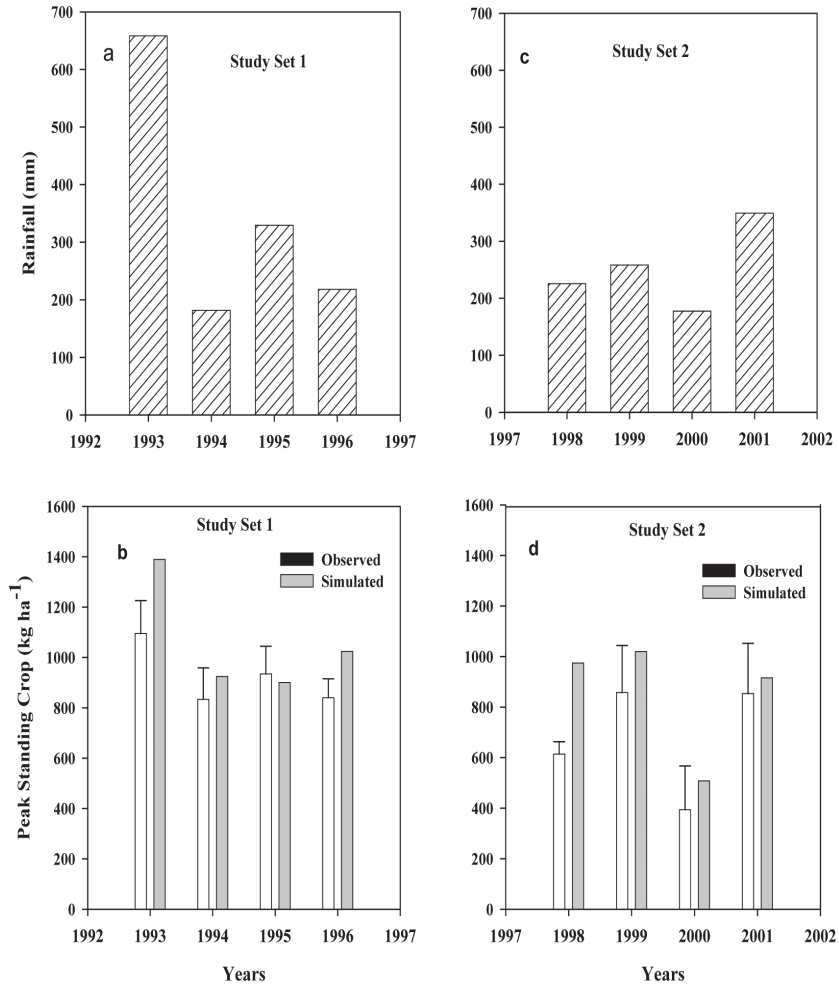 700
600
500
400
300
200
100
0
Rainfall (mm)
a
Study Set 1
1992 1993 1994 1995 1996 1997
700
600
500
400
300
200
100
0
c
Study Set 2
1997 1998 1999 2000 2001 2002
1600
1400
1200
1000
800
600
400
200
0
Peak Standing Crop (kg ha⁻¹)
b
Study Set 1
Observed
Simulated
1992 1993 1994 1995 1996 1997
Years
1600
1400
1200
1000
800
600
400
200
0
d
Study Set 2
Observed
Simulated
1997 1998 1999 2000 2001 2002
Years